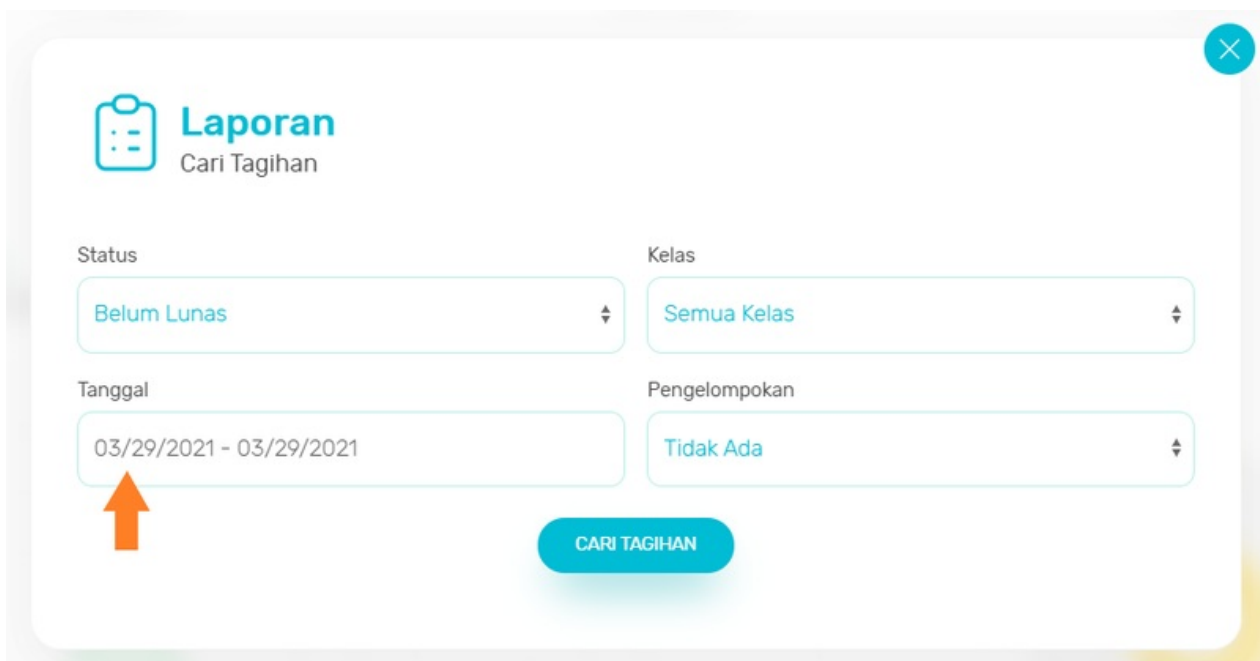 Laporan
Cari Tagihan
Status
Belum Lunas
Kelas
Semua Kelas
Tanggal
03/29/2021 - 03/29/2021
Pengelompokan
Tidak Ada
CARI TAGIHAN